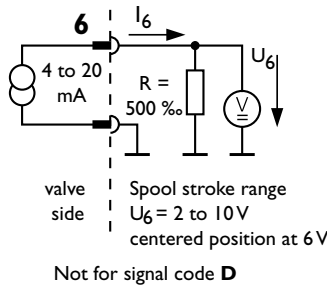 6
I6
4 to 20
mA
R =
500 ‰
V
U6
valve
side
Spool stroke range
U6 = 2 to 10 V
centered position at 6 V
Not for signal code D